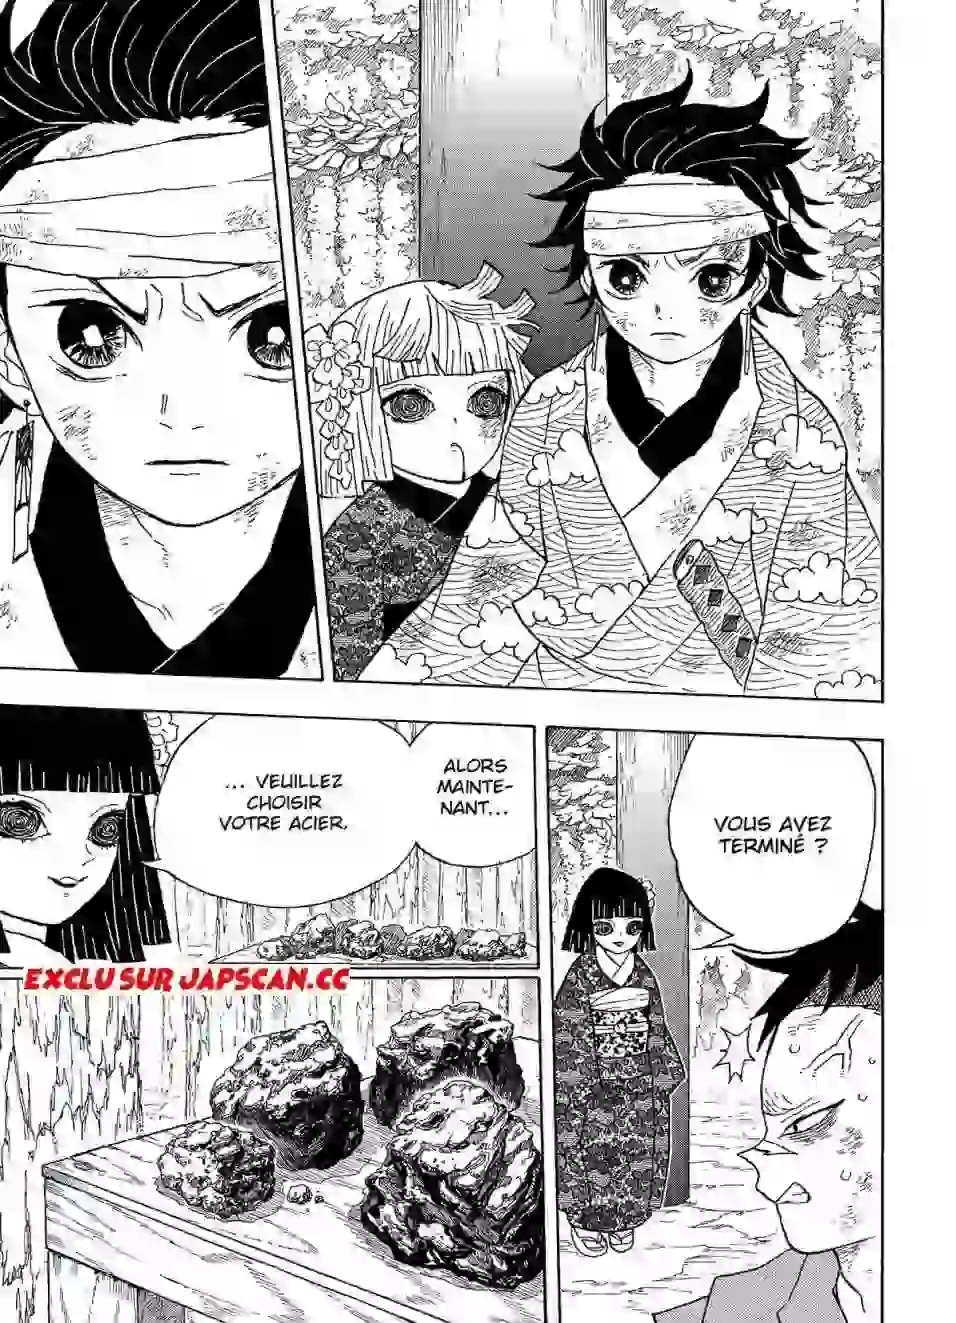 VOUS AVEZ
TERMINÉ ?
ALORS
MAINTE-
NANT...
... VEUILLEZ
CHOISIR
VOTRE ACIER.
EXCLU SUR JAPSCAN.CC